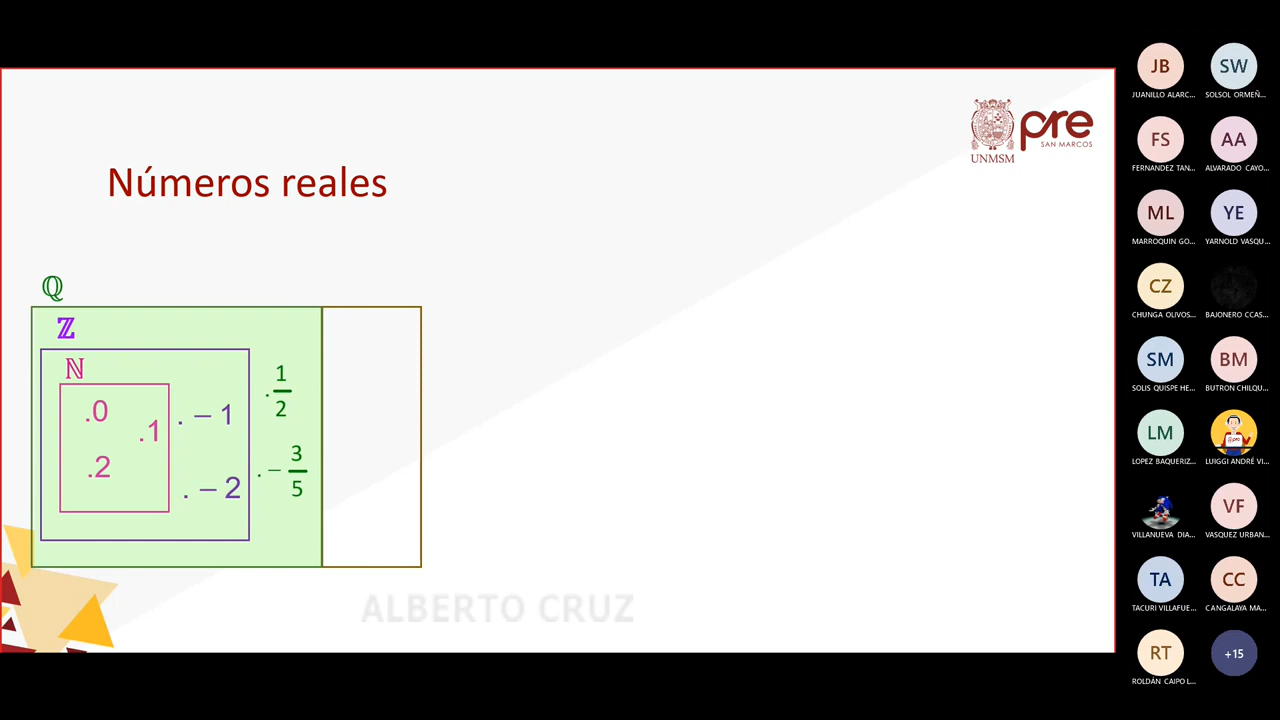 pre
SAN MARCOS
UNMSM
Números reales
ℚ
ℤ
ℕ
.0
.1
.2
. – 1
. – 2
. 1/2
. – 3/5
ALBERTO CRUZ
JB
JUANILLO ALARC...
SW
SOLSOL ORMEÑ...
FS
FERNANDEZ TAN...
AA
ALVARADO CAYO...
ML
MARROQUIN GO...
YE
YARNOLD VASQU...
CZ
CHUNGA OLIVOS...
BAJONERO CCAS...
SM
SOLIS QUISPE HE...
BM
BUTRON CHILQU...
LM
LOPEZ BAQUERIZ...
LUIGGI ANDRÉ VI...
VILLANUEVA DIA...
VF
VASQUEZ URBAN...
TA
TACURI VILLAFUE...
CC
CANGALAYA MA...
RT
ROLDÁN CAIPO L...
+15